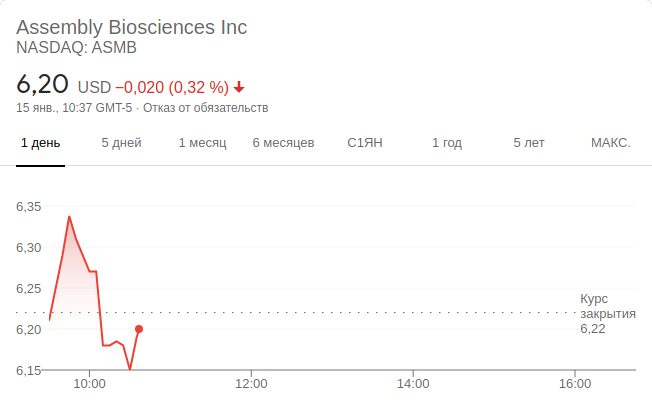 Assembly Biosciences Inc
NASDAQ: ASMB
6,20 USD −0,020 (0,32 %)
15 янв., 10:37 GMT-5 · Отказ от обязательств
1 день 5 дней 1 месяц 6 месяцев С1ЯН 1 год 5 лет МАКС.
6,35
6,30
6,25
6,20
6,15
Курс
закрытия
6,22
10:00 12:00 14:00 16:00